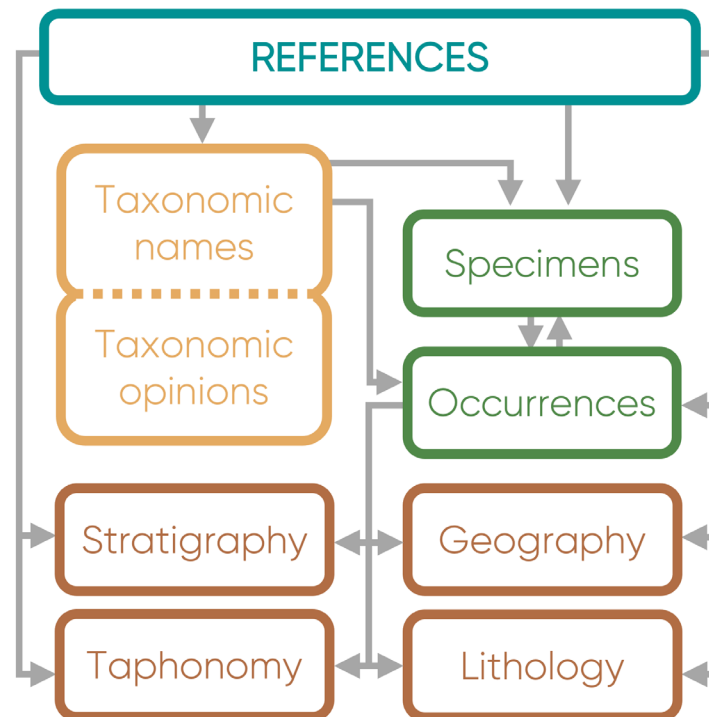 REFERENCES
Taxonomic
names
Specimens
Taxonomic
opinions
Occurrences
Stratigraphy
Geography
Taphonomy
Lithology